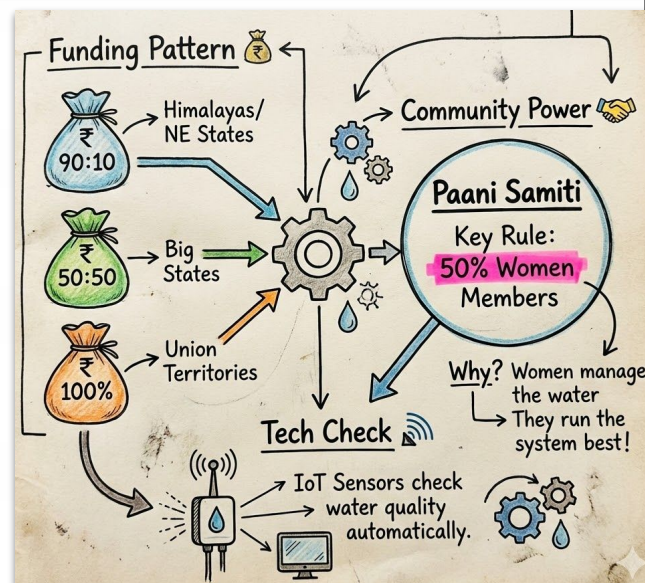 Funding Pattern
₹
90:10
Himalayas/
NE States
₹
50:50
Big
States
₹
100%
Union
Territories
Community Power
Paani Samiti
Key Rule:
50% Women
Members
Why? Women manage
the water
They run the
system best!
Tech Check
IoT Sensors check
water quality
automatically.